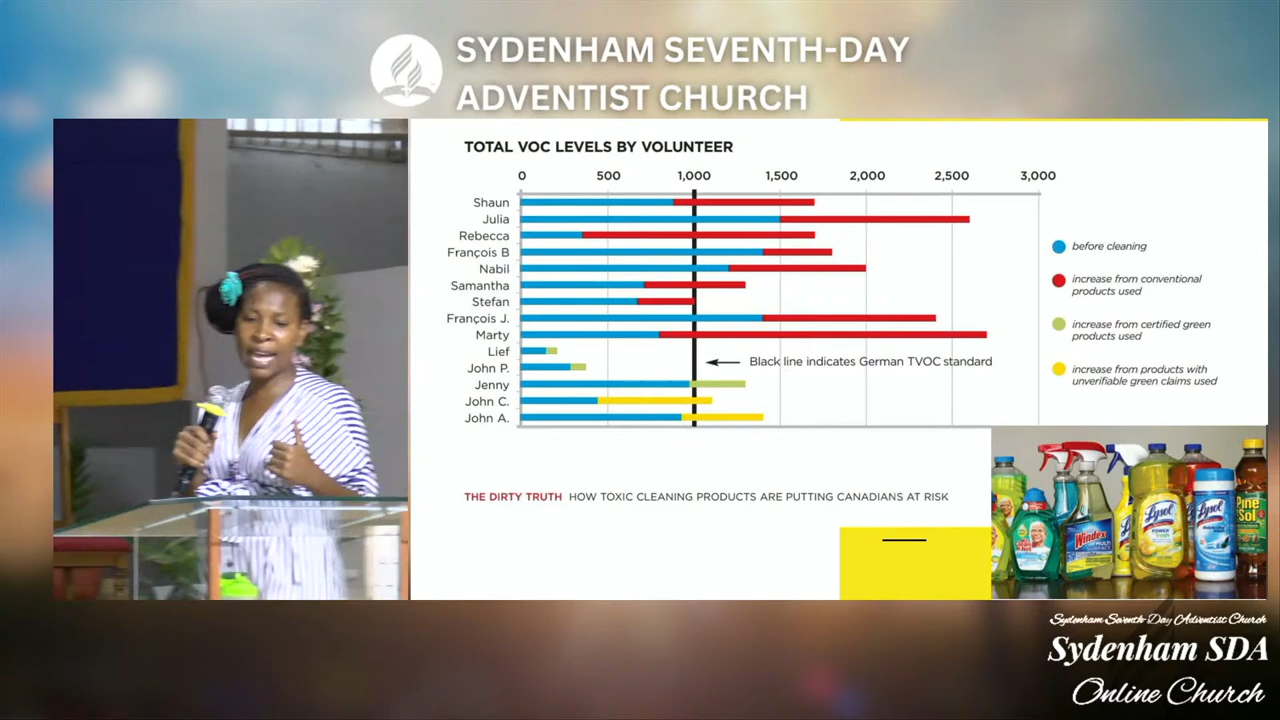 SYDENHAM SEVENTH-DAY
ADVENTIST CHURCH
TOTAL VOC LEVELS BY VOLUNTEER
0 500 1,000 1,500 2,000 2,500 3,000
Shaun
Julia
Rebecca
François B
Nabil
Samantha
Stefan
François J.
Marty
Lief
John P.
Jenny
John C.
John A.
Black line indicates German TVOC standard
before cleaning
increase from conventional
products used
increase from certified green
products used
increase from products with
unverifiable green claims used
THE DIRTY TRUTH HOW TOXIC CLEANING PRODUCTS ARE PUTTING CANADIANS AT RISK
Windex
Lysol
Lysol
Pine
Sol
Sydenham Seventh-Day Adventist Church
Sydenham SDA
Online Church